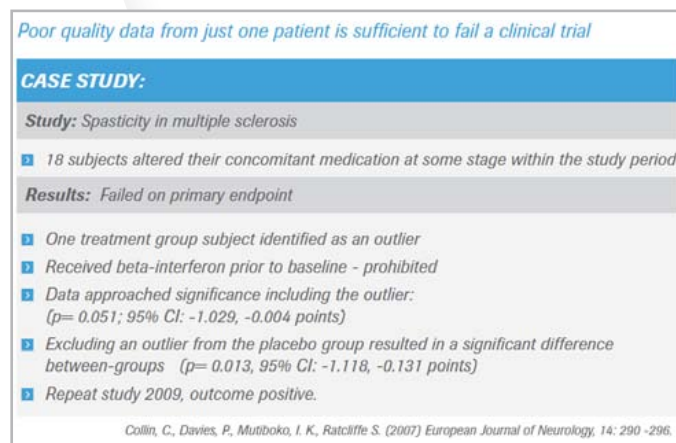 Poor quality data from just one patient is sufficient to fail a clinical trial
CASE STUDY:
Study: Spasticity in multiple sclerosis
18 subjects altered their concomitant medication at some stage within the study period
Results: Failed on primary endpoint
One treatment group subject identified as an outlier
Received beta-interferon prior to baseline - prohibited
Data approached significance including the outlier:
(p= 0.051; 95% CI: -1.029, -0.004 points)
Excluding an outlier from the placebo group resulted in a significant difference
between-groups (p= 0.013, 95% CI: -1.118, -0.131 points)
Repeat study 2009, outcome positive.
Collin, C., Davies, P., Mutiboko, I. K., Ratcliffe S. (2007) European Journal of Neurology, 14: 290 -296.